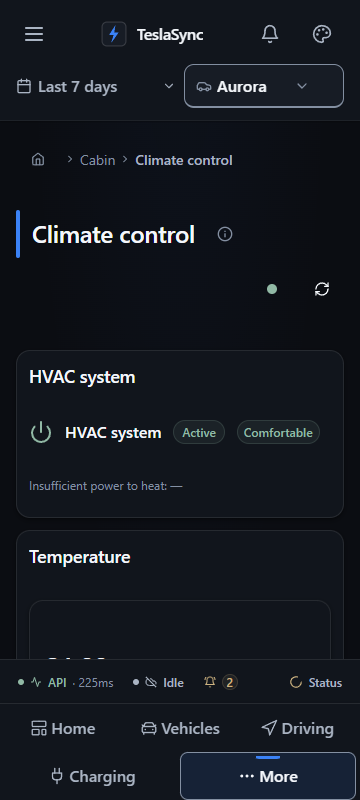 TeslaSync
Last 7 days
Aurora
Cabin
Climate control
Climate control
HVAC system
HVAC system
Active
Comfortable
Insufficient power to heat: —
Temperature
API · 225ms
Idle
2
Status
Home
Vehicles
Driving
Charging
More